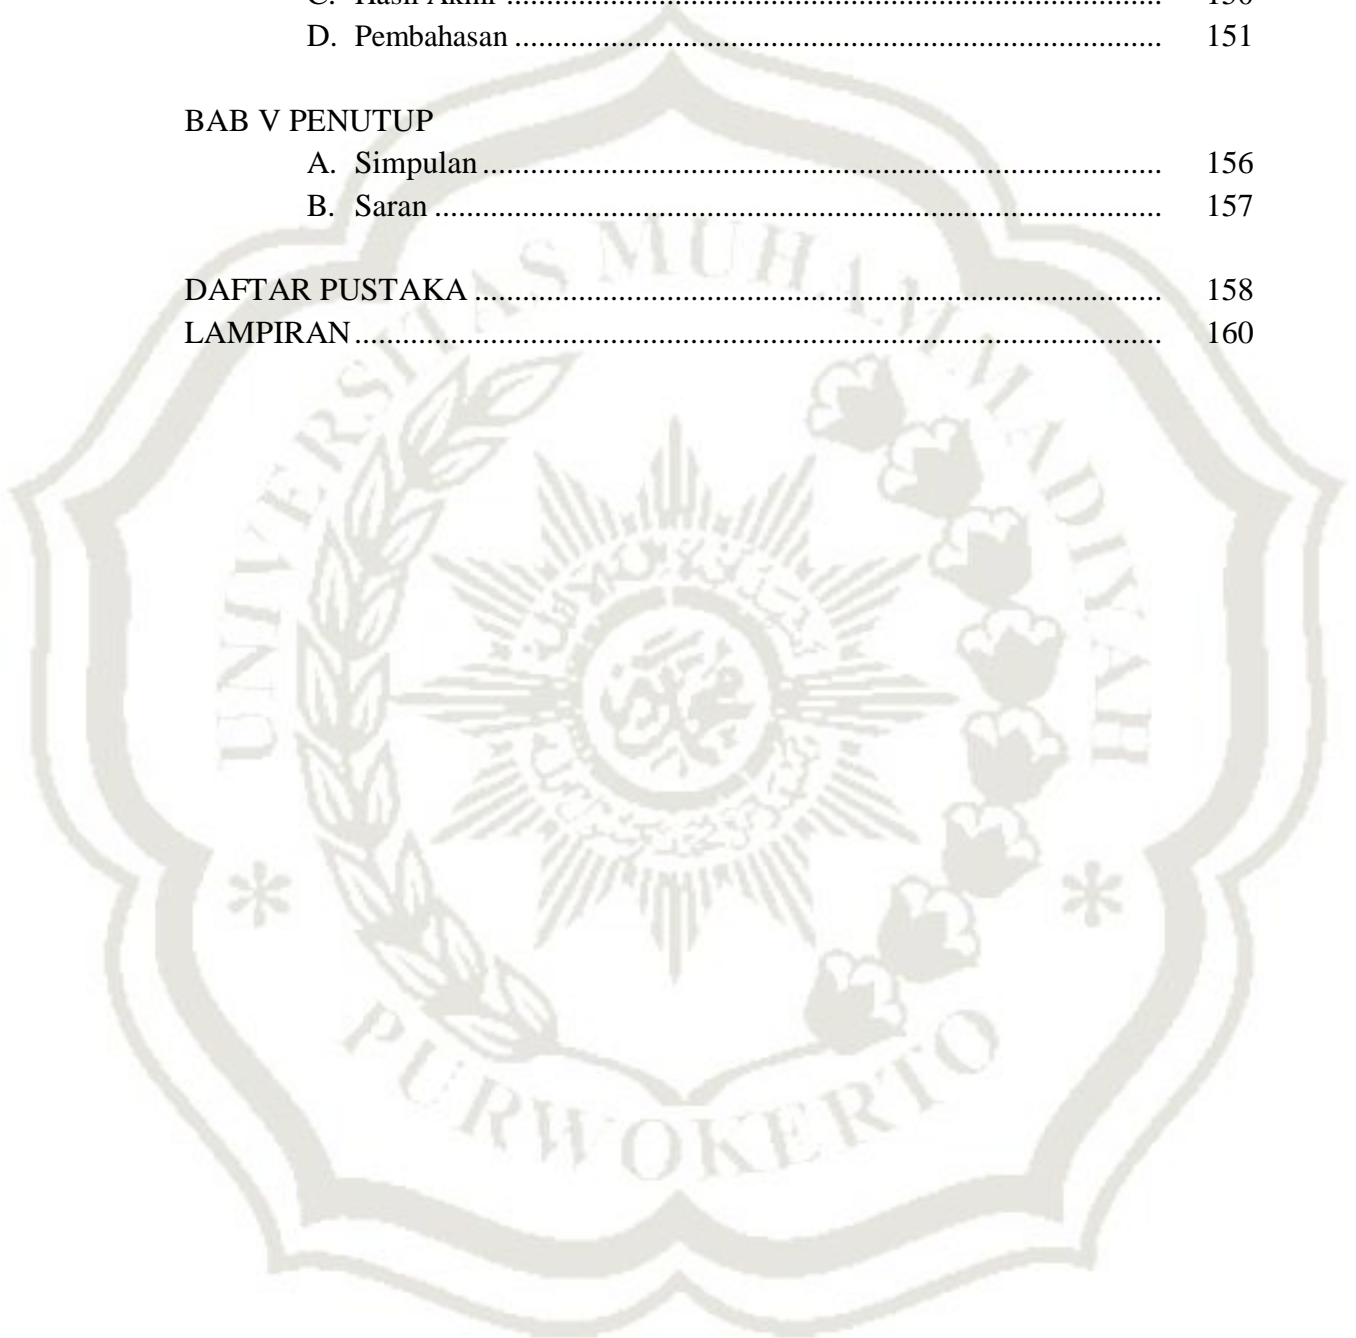 D. Pembahasan ................................................................................. 151
BAB V PENUTUP
A. Simpulan ..................................................................................... 156
B. Saran ........................................................................................... 157
DAFTAR PUSTAKA ...................................................................................... 158
LAMPIRAN ..................................................................................................... 160
UNIVERSITAS MUHAMMADIYAH
PURWOKERTO